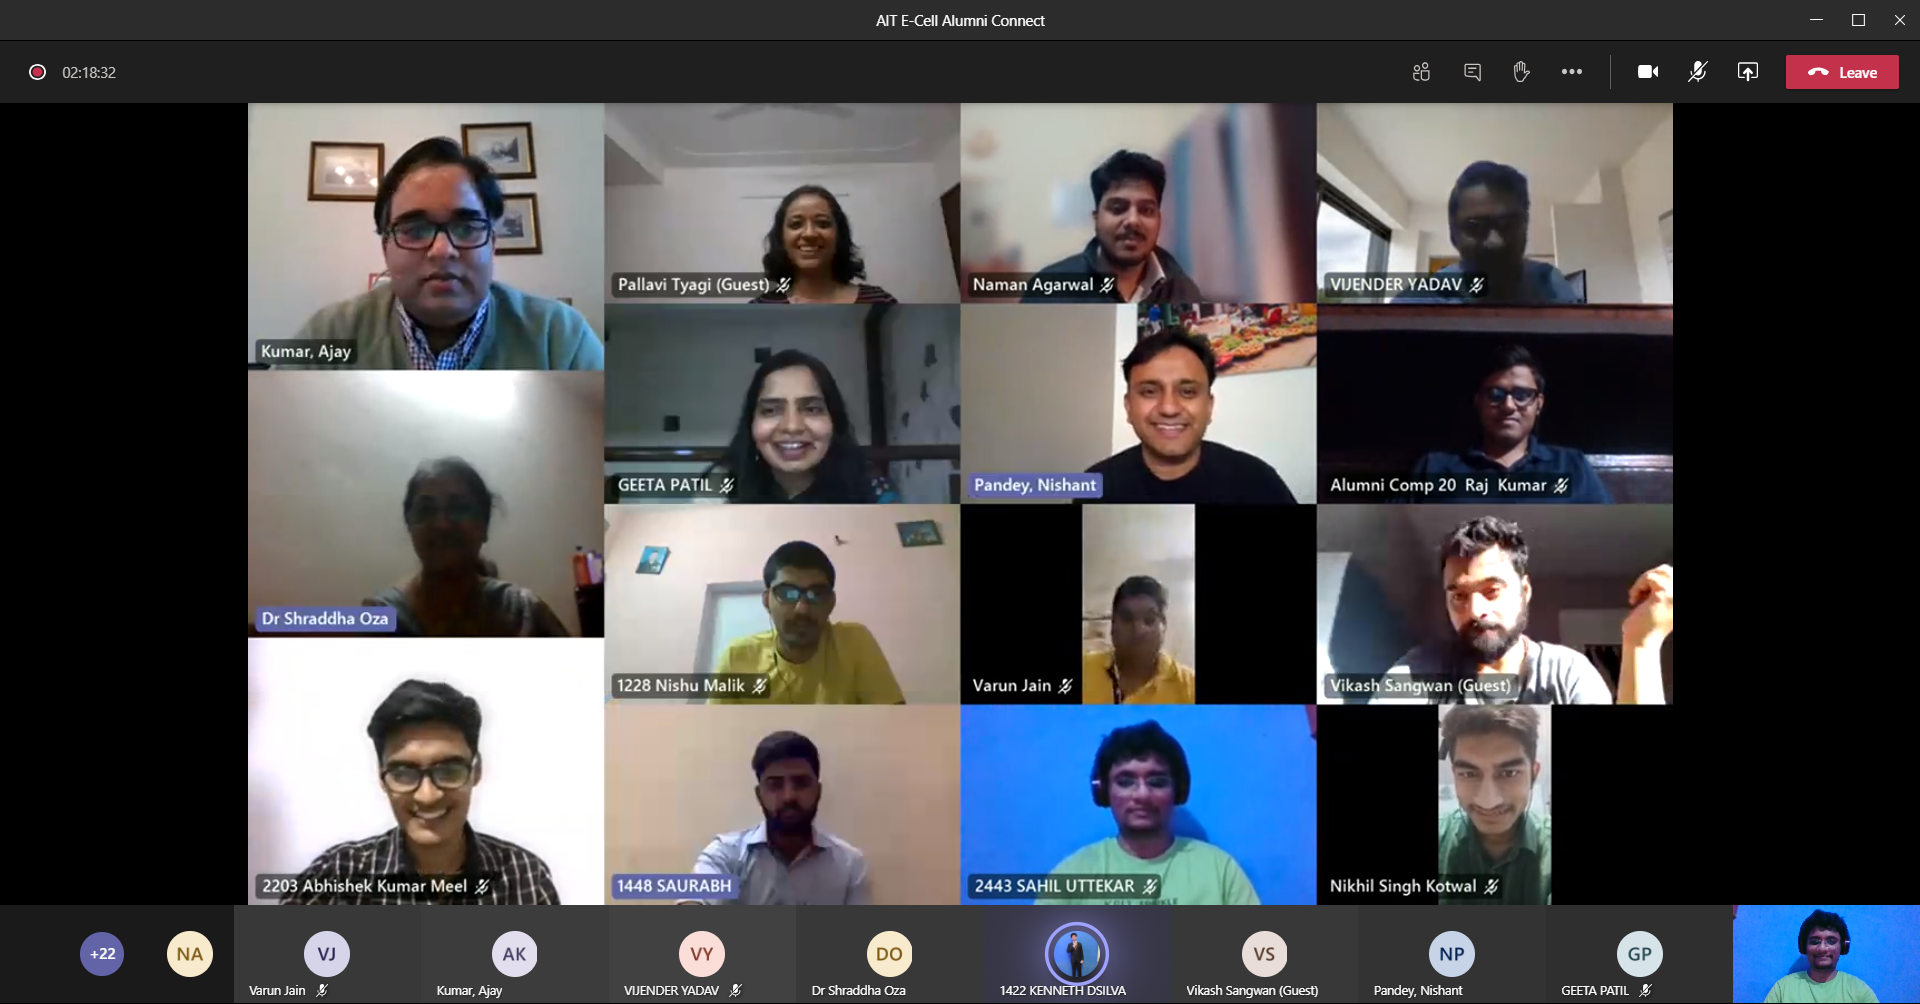 AIT E-Cell Alumni Connect
02:18:32
Leave
Kumar, Ajay
Pallavi Tyagi (Guest)
Naman Agarwal
VIJENDER YADAV
Dr Shraddha Oza
GEETA PATIL
Pandey, Nishant
Alumni Comp 20 Raj Kumar
1228 Nishu Malik
Varun Jain
Vikash Sangwan (Guest)
2203 Abhishek Kumar Meel
1448 SAURABH
2443 SAHIL UTTEKAR
Nikhil Singh Kotwal
+22
NA
VJ
Varun Jain
AK
Kumar, Ajay
VY
VIJENDER YADAV
DO
Dr Shraddha Oza
1422 KENNETH DSILVA
VS
Vikash Sangwan (Guest)
NP
Pandey, Nishant
GP
GEETA PATIL